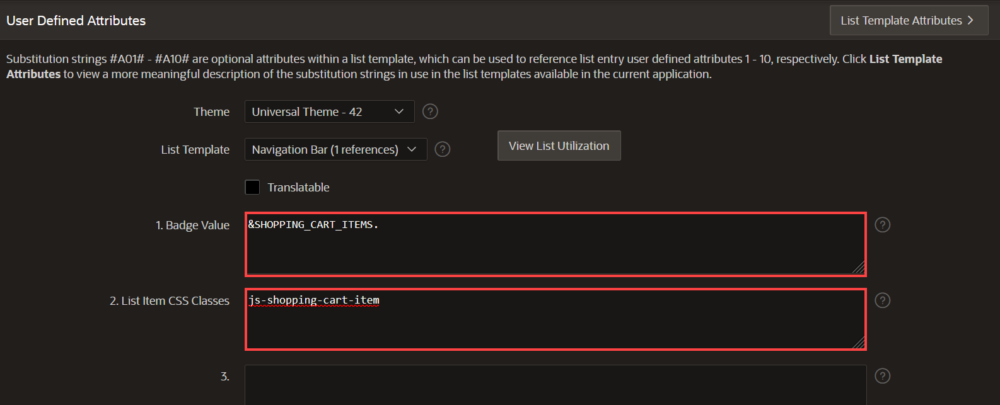 User Defined Attributes
List Template Attributes
Substitution strings #A01# - #A10# are optional attributes within a list template, which can be used to reference list entry user defined attributes 1 - 10, respectively. Click List Template
Attributes to view a more meaningful description of the substitution strings in use in the list templates available in the current application.
Theme
Universal Theme - 42
?
List Template
Navigation Bar (1 references)
?
View List Utilization
Translatable
1. Badge Value
&SHOPPING_CART_ITEMS.
?
2. List Item CSS Classes
js-shopping-cart-item
?
3.
?